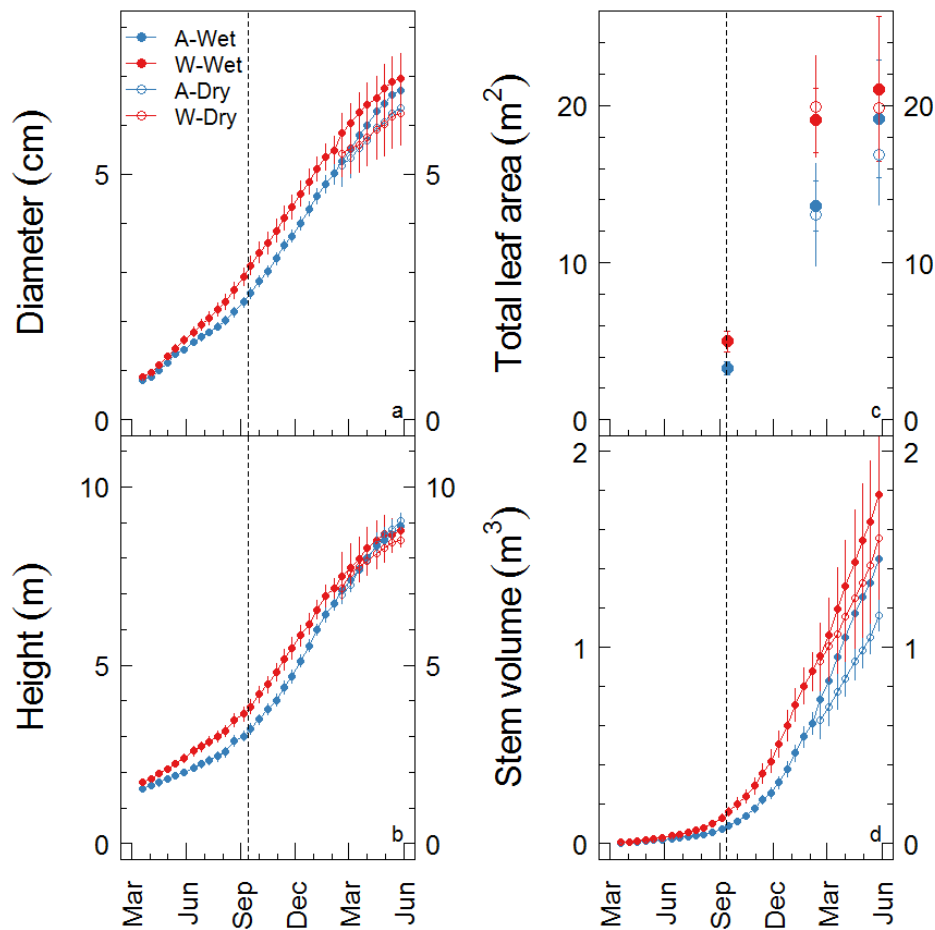 A-Wet
W-Wet
A-Dry
W-Dry
Diameter (cm)
0
5
0
5
a
Total leaf area (m²)
0
10
20
0
10
20
c
Height (m)
0
5
10
0
5
10
b
Mar
Jun
Sep
Dec
Mar
Jun
Stem volume (m³)
0
1
2
0
1
2
d
Mar
Jun
Sep
Dec
Mar
Jun